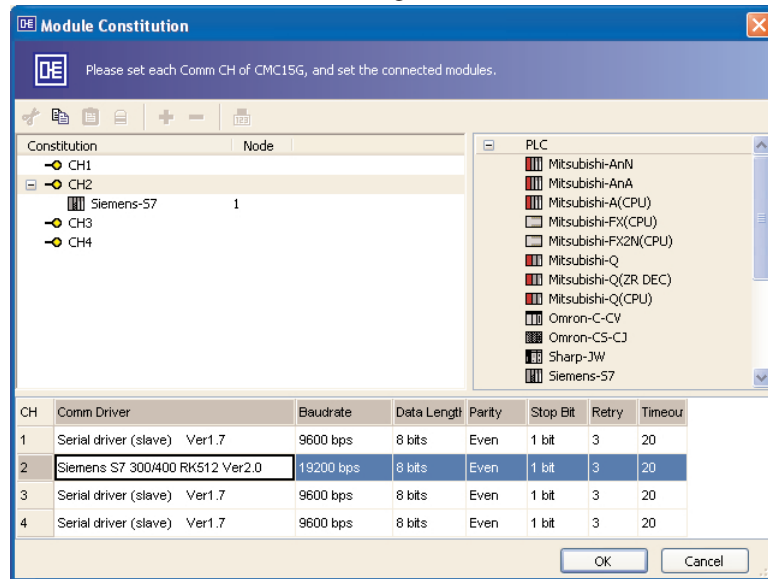 Module Constitution
Please set each Comm CH of CMC15G, and set the connected modules.
Constitution Node
CH1
CH2
Siemens-S7 1
CH3
CH4
PLC
Mitsubishi-AnN
Mitsubishi-AnA
Mitsubishi-A(CPU)
Mitsubishi-FX(CPU)
Mitsubishi-FX2N(CPU)
Mitsubishi-Q
Mitsubishi-Q(ZR DEC)
Mitsubishi-Q(CPU)
Omron-C-CV
Omron-CS-CJ
Sharp-JW
Siemens-S7
CH Comm Driver Baudrate Data Length Parity Stop Bit Retry Timeout
1 Serial driver (slave) Ver1.7 9600 bps 8 bits Even 1 bit 3 20
2 Siemens S7 300/400 RK512 Ver2.0 19200 bps 8 bits Even 1 bit 3 20
3 Serial driver (slave) Ver1.7 9600 bps 8 bits Even 1 bit 3 20
4 Serial driver (slave) Ver1.7 9600 bps 8 bits Even 1 bit 3 20
OK Cancel